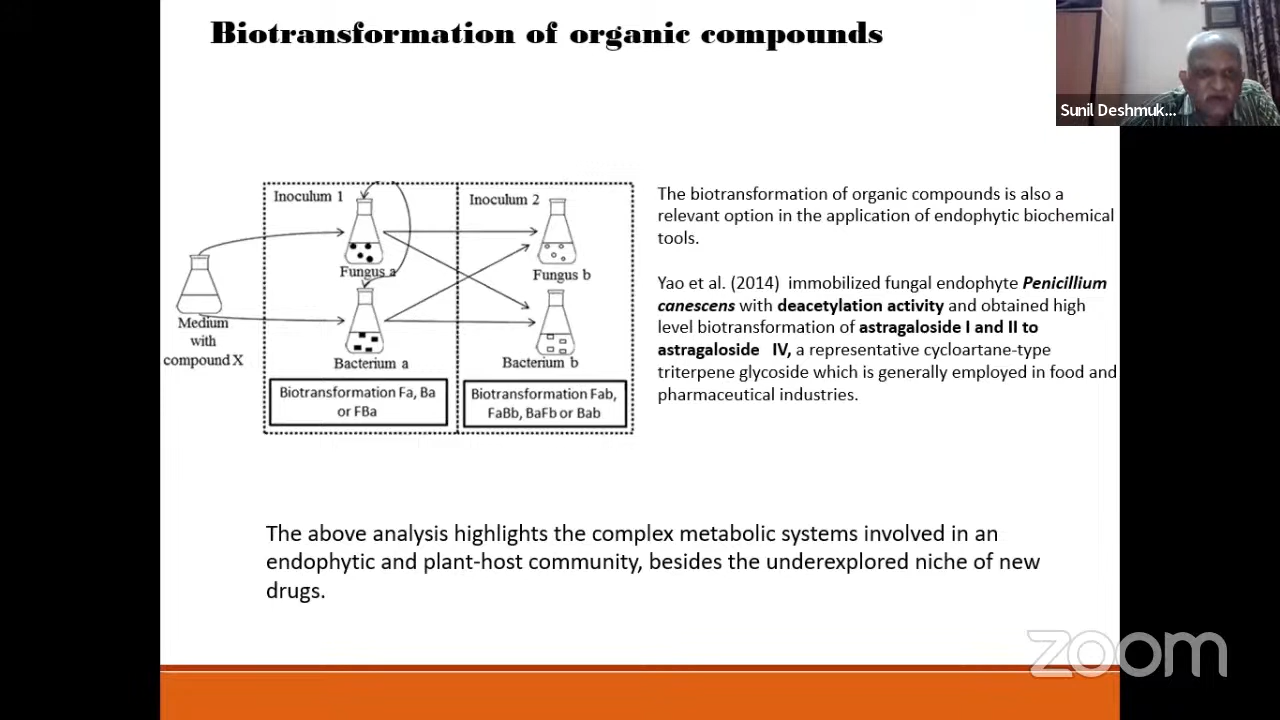 Biotransformation of organic compounds
Sunil Deshmuk...
Inoculum 1
Inoculum 2
Fungus a
Fungus b
Medium
with
compound X
Bacterium a
Bacterium b
Biotransformation Fa, Ba
or FBa
Biotransformation Fab,
FaBb, BaFb or Bab
The biotransformation of organic compounds is also a
relevant option in the application of endophytic biochemical
tools.
Yao et al. (2014) immobilized fungal endophyte Penicillium
canescens with deacetylation activity and obtained high
level biotransformation of astragaloside I and II to
astragaloside IV, a representative cycloartane-type
triterpene glycoside which is generally employed in food and
pharmaceutical industries.
The above analysis highlights the complex metabolic systems involved in an
endophytic and plant-host community, besides the underexplored niche of new
drugs.
zoom